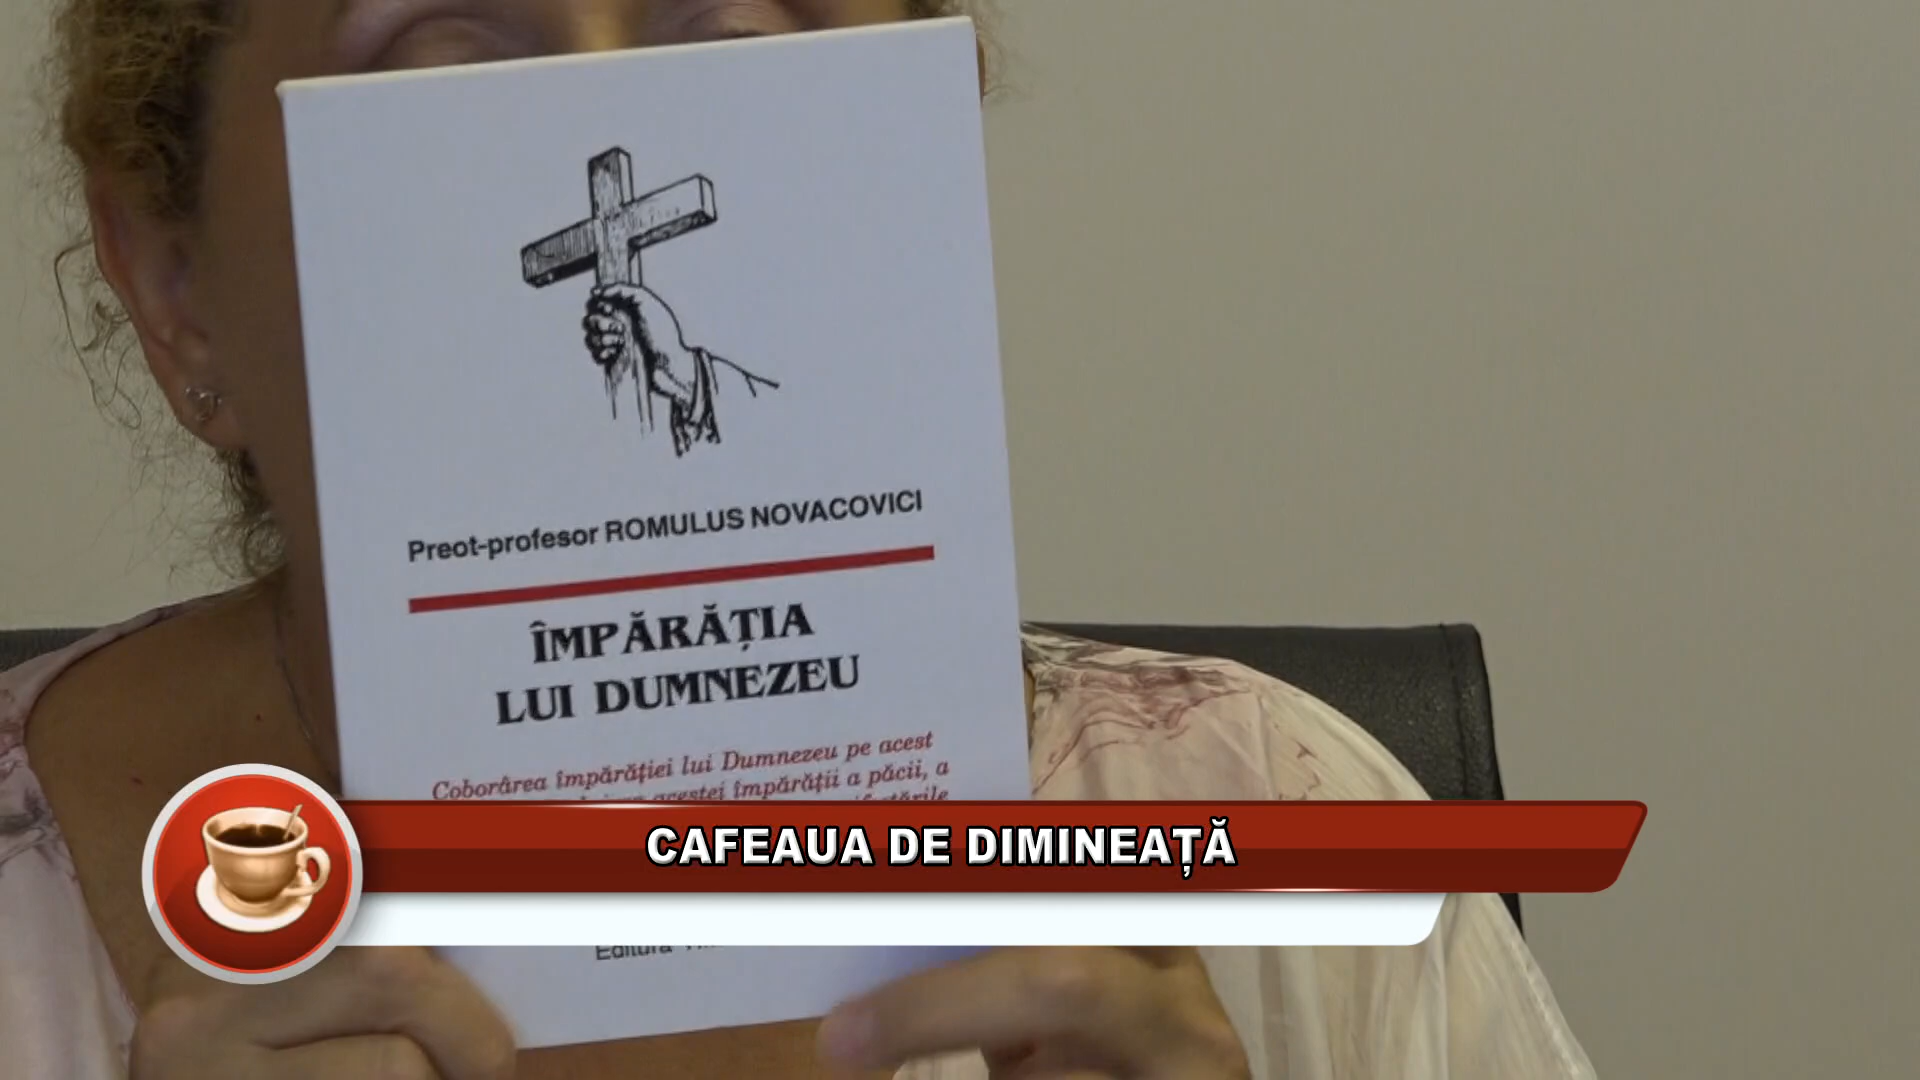 Preot-profesor ROMULUS NOVACOVICI
ÎMPĂRĂȚIA
LUI DUMNEZEU
Coborârea împărăției lui Dumnezeu pe acest
acestei împărății a păcii, a
CAFEAUA DE DIMINEAȚĂ
Editura